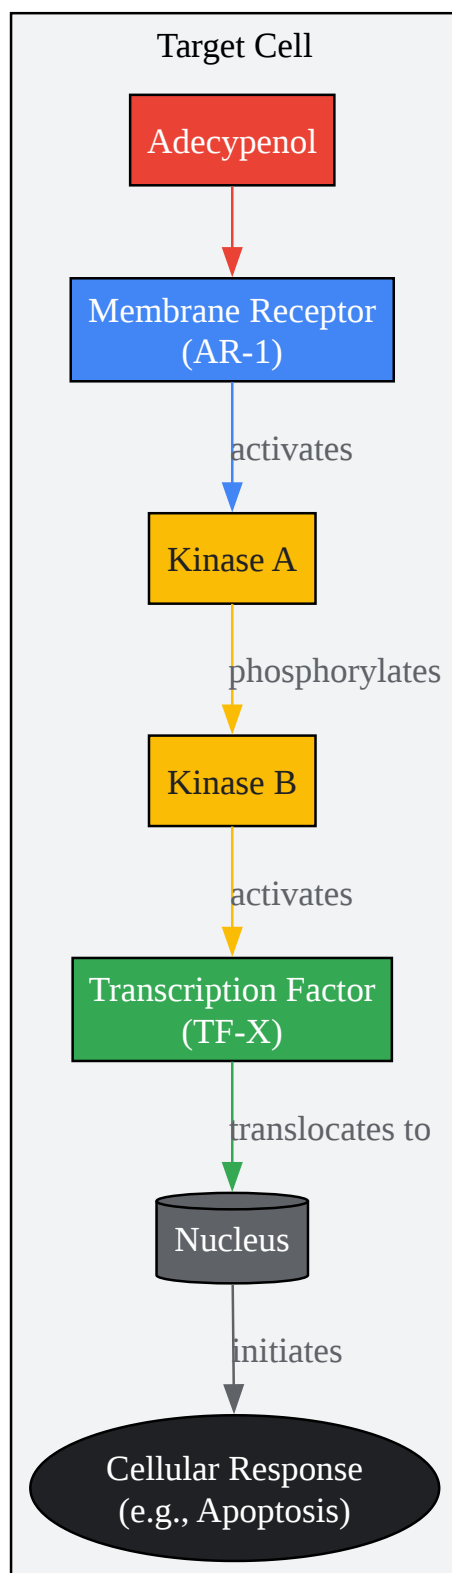 Target Cell
Adecypenol
Membrane Receptor
(AR-1)
activates
Kinase A
phosphorylates
Kinase B
activates
Transcription Factor
(TF-X)
translocates to
Nucleus
initiates
Cellular Response
(e.g., Apoptosis)